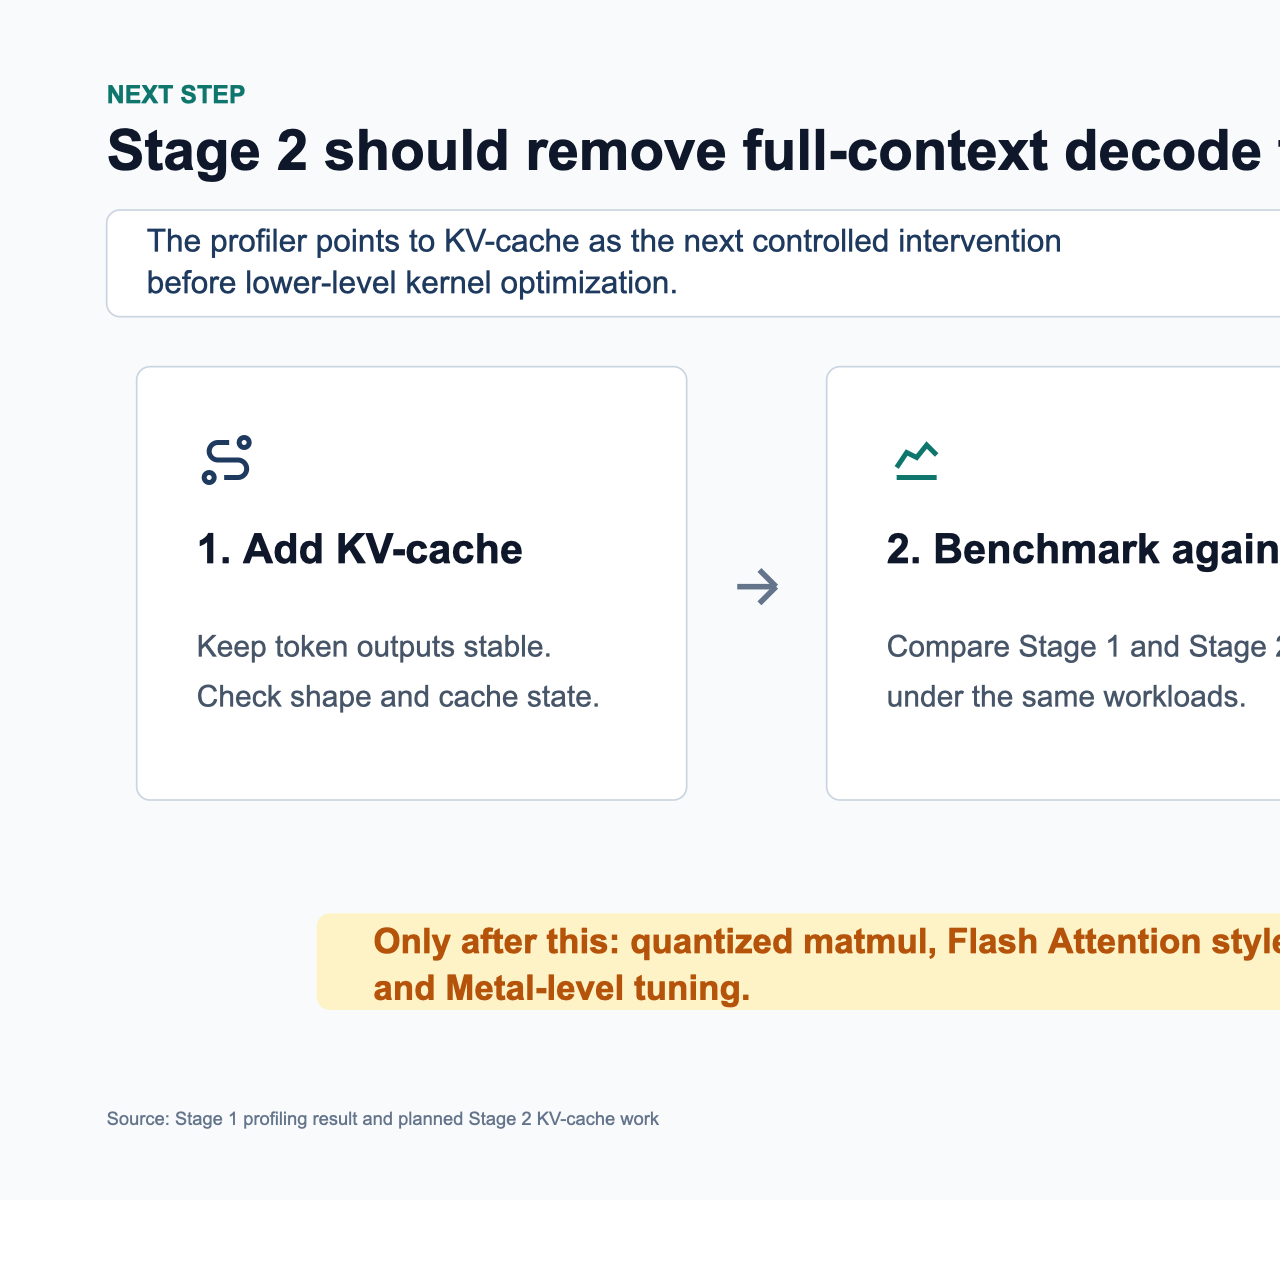 NEXT STEP
Stage 2 should remove full-context decode
The profiler points to KV-cache as the next controlled intervention
before lower-level kernel optimization.
1. Add KV-cache
Keep token outputs stable.
Check shape and cache state.
2. Benchmark again
Compare Stage 1 and Stage 2
under the same workloads.
Only after this: quantized matmul, Flash Attention style
and Metal-level tuning.
Source: Stage 1 profiling result and planned Stage 2 KV-cache work